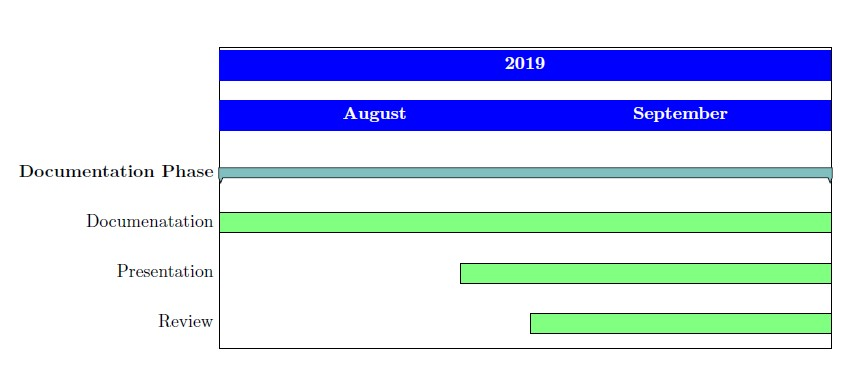 2019
August September
Documentation Phase
Documenatation
Presentation
Review